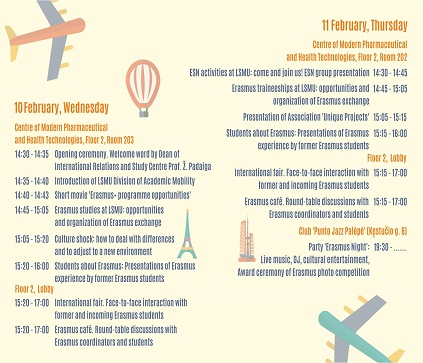 10 February, Wednesday
Centre of Modern Pharmaceutical
and Health Technologies, Floor 2, Room 203
14:30 - 14:35 Opening ceremony. Welcome word by Dean of
International Relations and Study Centre Prof. Ž. Padaiga
14:35 - 14:40 Introduction of LSMU Division of Academic Mobility
14:40 - 14:43 Short movie 'Erasmus+ programme opportunities'
14:45 - 15:05 Erasmus studies at LSMU: opportunities
and organization of Erasmus exchange
15:05 - 15:20 Culture shock: how to deal with differences
and to adjust to a new environment
15:20 - 16:00 Students about Erasmus: Presentations of Erasmus
experience by former Erasmus students
Floor 2, Lobby
15:20 - 17:00 International fair. Face-to-face interaction with
former and incoming Erasmus students
15:20 - 17:00 Erasmus café. Round-table discussions with
Erasmus coordinators and students
11 February, Thursday
Centre of Modern Pharmaceutical
and Health Technologies, Floor 2, Room 202
ESN activities at LSMU: come and join us! ESN group presentation 14:30 - 14:45
Erasmus traineeships at LSMU: opportunities and 14:45 - 15:05
organization of Erasmus exchange
Presentation of Association 'Unique Projects' 15:05 - 15:15
Students about Erasmus: Presentations of Erasmus 15:15 - 16:00
experience by former Erasmus students
Floor 2, Lobby
International fair. Face-to-face interaction with 15:15 - 17:00
former and incoming Erasmus students
Erasmus café. Round-table discussions with 15:15 - 17:00
Erasmus coordinators and students
Club 'Punto Jazz Palėpė' (Kęstučio g. 6)
Party 'Erasmus Night': 19:30 - .......
Live music, DJ, cultural entertainment,
Award ceremony of Erasmus photo competition